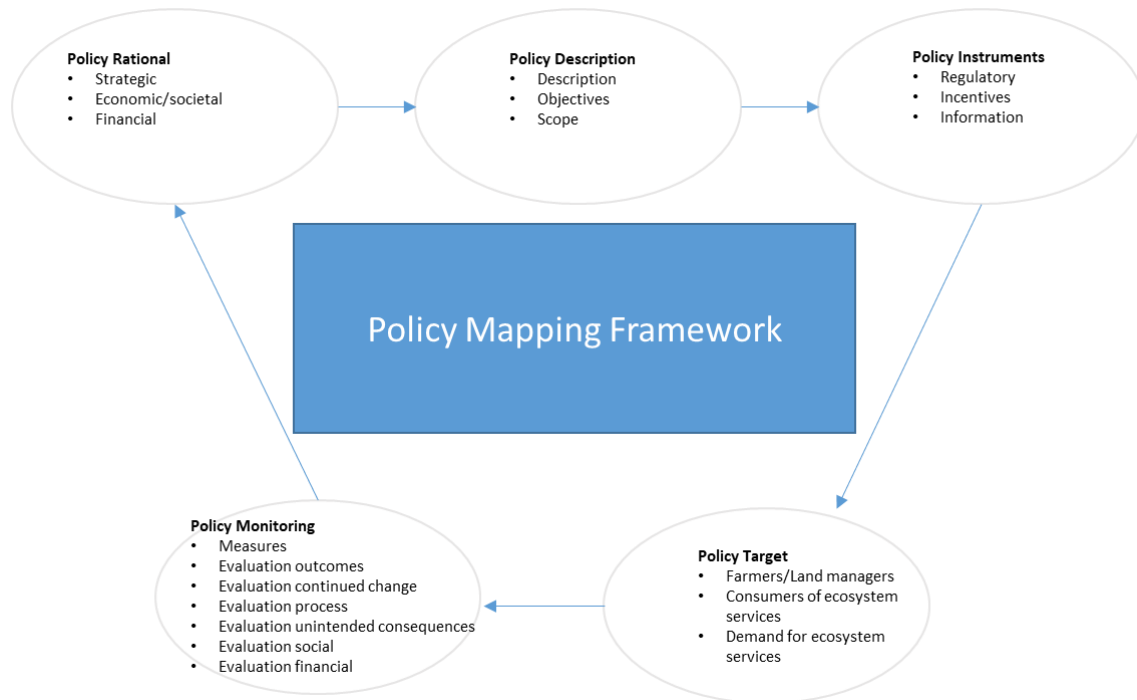 Policy Rational
• Strategic
• Economic/societal
• Financial
Policy Description
• Description
• Objectives
• Scope
Policy Instruments
• Regulatory
• Incentives
• Information
Policy Mapping Framework
Policy Monitoring
• Measures
• Evaluation outcomes
• Evaluation continued change
• Evaluation process
• Evaluation unintended consequences
• Evaluation social
• Evaluation financial
Policy Target
• Farmers/Land managers
• Consumers of ecosystem
services
• Demand for ecosystem
services